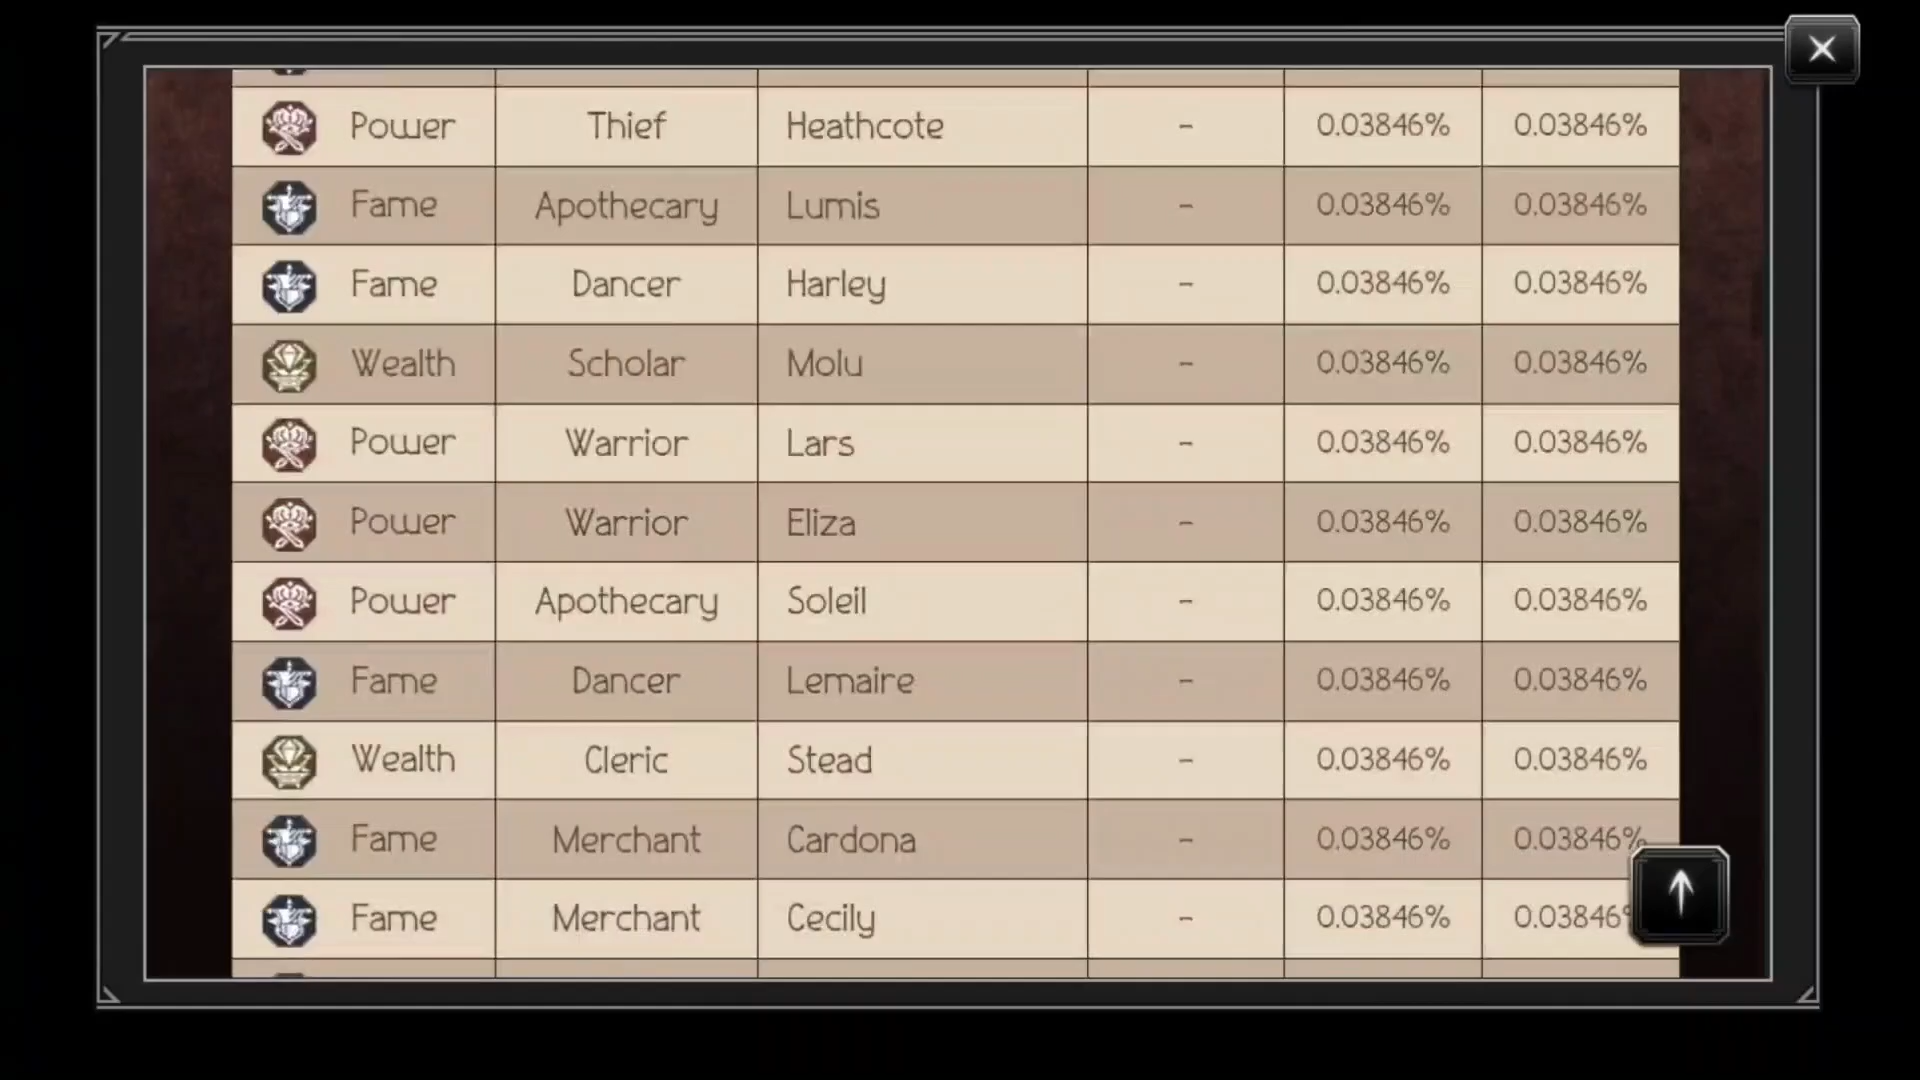 Power Thief Heathcote - 0.03846% 0.03846%
Fame Apothecary Lumis - 0.03846% 0.03846%
Fame Dancer Harley - 0.03846% 0.03846%
Wealth Scholar Molu - 0.03846% 0.03846%
Power Warrior Lars - 0.03846% 0.03846%
Power Warrior Eliza - 0.03846% 0.03846%
Power Apothecary Soleil - 0.03846% 0.03846%
Fame Dancer Lemaire - 0.03846% 0.03846%
Wealth Cleric Stead - 0.03846% 0.03846%
Fame Merchant Cardona - 0.03846% 0.03846%
Fame Merchant Cecily - 0.03846% 0.03846%